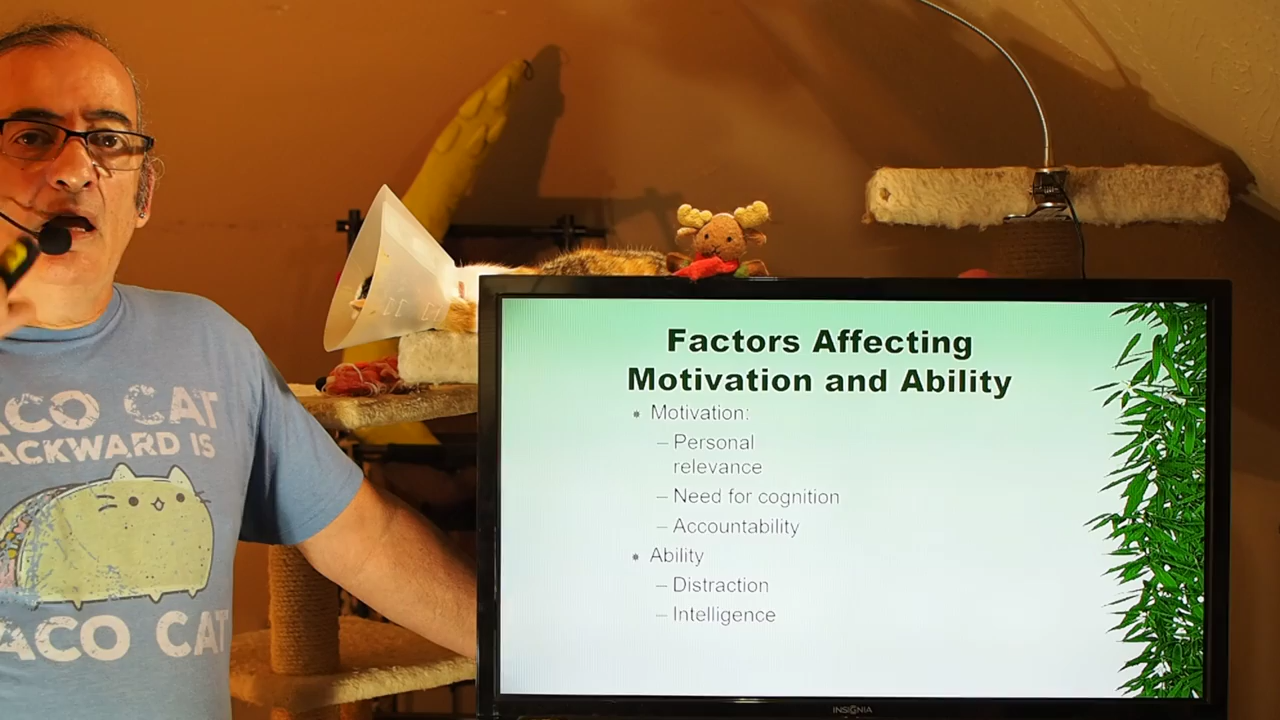 ACO CAT
ACKWARD IS
ACO CAT
Factors Affecting
Motivation and Ability
• Motivation:
– Personal
relevance
– Need for cognition
– Accountability
• Ability
– Distraction
– Intelligence
INSIGNIA